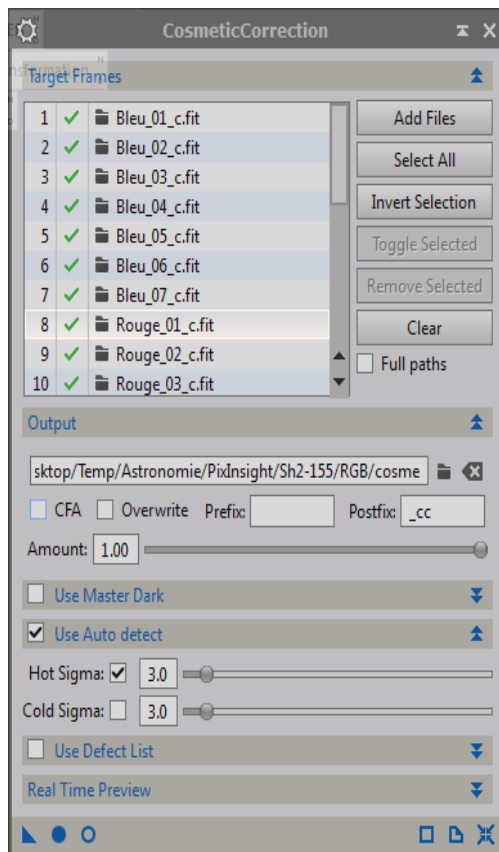 CosmeticCorrection
Target Frames
1 Bleu_01_c.fit
2 Bleu_02_c.fit
3 Bleu_03_c.fit
4 Bleu_04_c.fit
5 Bleu_05_c.fit
6 Bleu_06_c.fit
7 Bleu_07_c.fit
8 Rouge_01_c.fit
9 Rouge_02_c.fit
10 Rouge_03_c.fit
Add Files
Select All
Invert Selection
Toggle Selected
Remove Selected
Clear
Full paths
Output
sktop/Temp/Astronomie/PixInsight/Sh2-155/RGB/cosme
CFA Overwrite Prefix: Postfix: _cc
Amount: 1.00
Use Master Dark
Use Auto detect
Hot Sigma: 3.0
Cold Sigma: 3.0
Use Defect List
Real Time Preview